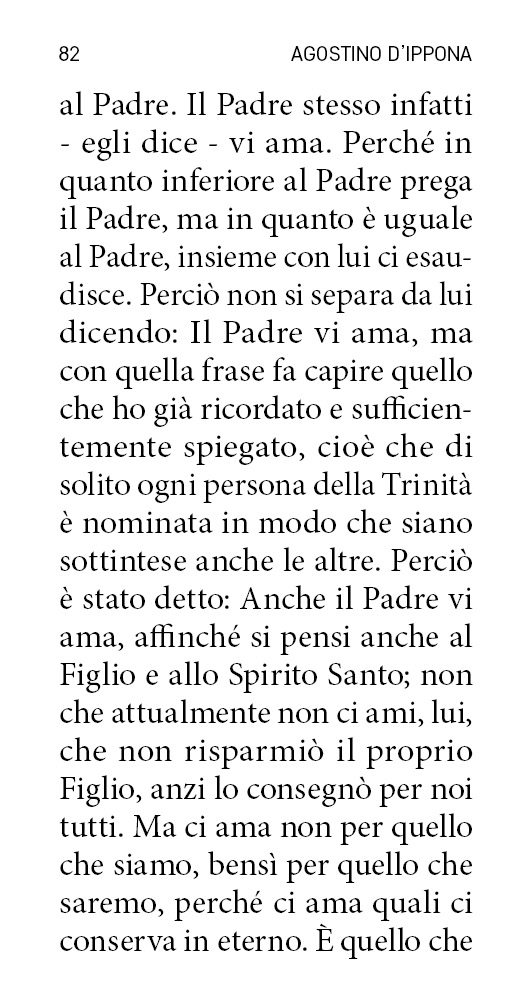 82 AGOSTINO D'IPPONA
al Padre. Il Padre stesso infatti
- egli dice - vi ama. Perché in
quanto inferiore al Padre prega
il Padre, ma in quanto è uguale
al Padre, insieme con lui ci esau-
disce. Perciò non si separa da lui
dicendo: Il Padre vi ama, ma
con quella frase fa capire quello
che ho già ricordato e sufficien-
temente spiegato, cioè che di
solito ogni persona della Trinità
è nominata in modo che siano
sottintese anche le altre. Perciò
è stato detto: Anche il Padre vi
ama, affinché si pensi anche al
Figlio e allo Spirito Santo; non
che attualmente non ci ami, lui,
che non risparmiò il proprio
Figlio, anzi lo consegnò per noi
tutti. Ma ci ama non per quello
che siamo, bensì per quello che
saremo, perché ci ama quali ci
conserva in eterno. È quello che